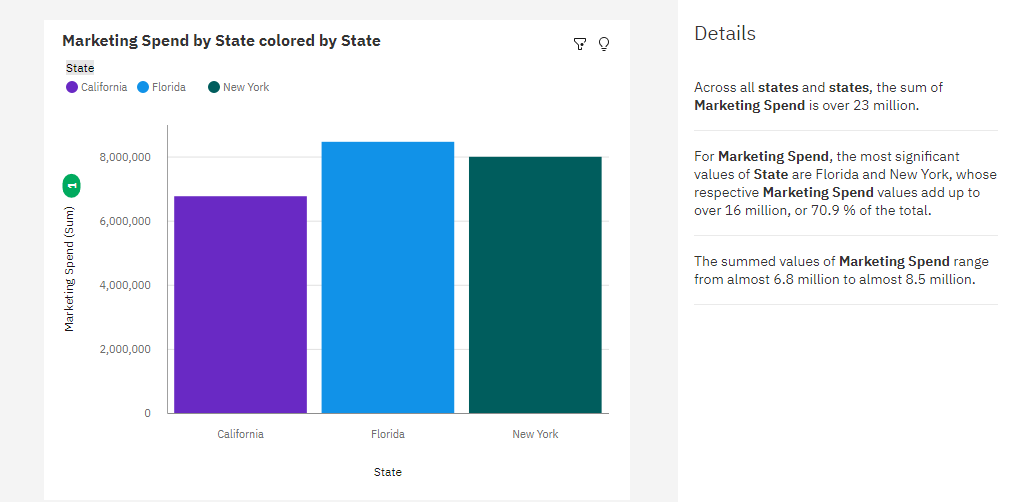 Marketing Spend by State colored by State
State
California Florida New York
8,000,000
6,000,000
4,000,000
2,000,000
0
Marketing Spend (Sum) 1
California Florida New York
State
Details
Across all states and states, the sum of
Marketing Spend is over 23 million.
For Marketing Spend, the most significant
values of State are Florida and New York, whose
respective Marketing Spend values add up to
over 16 million, or 70.9 % of the total.
The summed values of Marketing Spend range
from almost 6.8 million to almost 8.5 million.